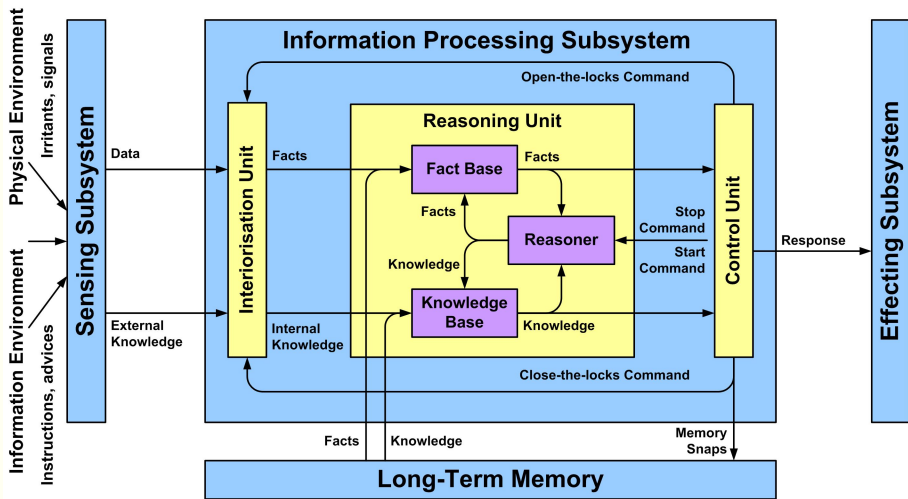 Physical Environment
Irritants, signals
Information Environment
Instructions, advices
Sensing Subsystem
Data
External
Knowledge
Information Processing Subsystem
Open-the-locks Command
Interiorisation Unit
Facts
Internal
Knowledge
Reasoning Unit
Fact Base
Facts
Facts
Reasoner
Knowledge
Knowledge
Base
Knowledge
Stop
Command
Start
Command
Control Unit
Close-the-locks Command
Response
Effecting Subsystem
Facts
Knowledge
Memory
Snaps
Long-Term Memory